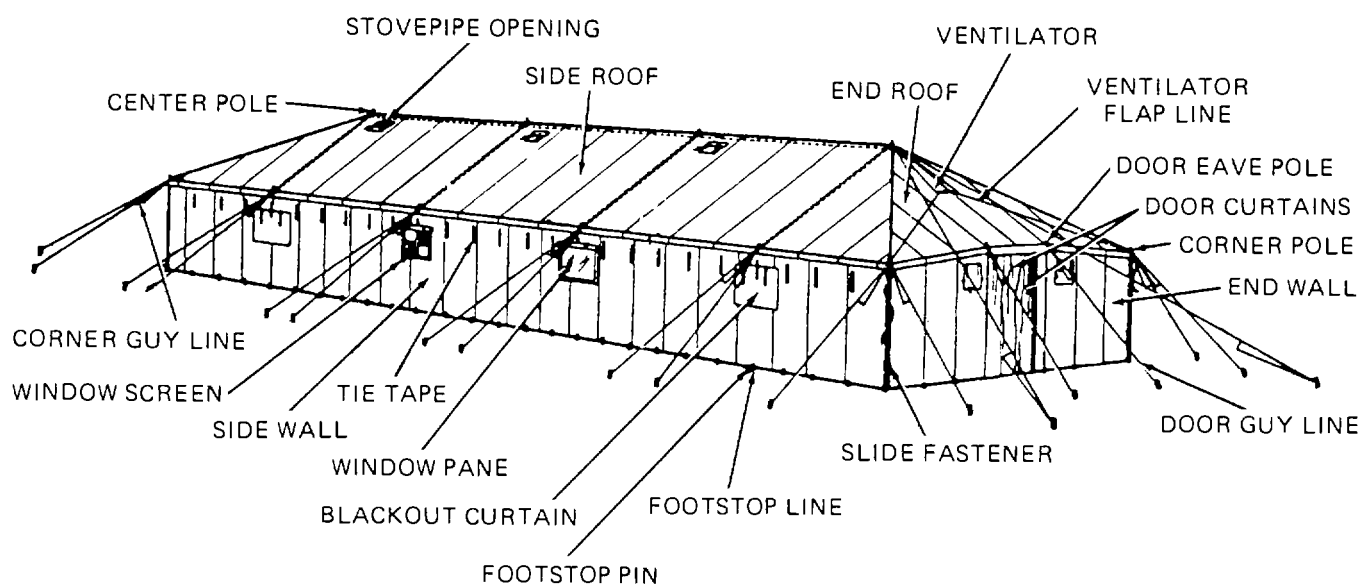 STOVEPIPE OPENING
VENTILATOR
SIDE ROOF
CENTER POLE
END ROOF
VENTILATOR
FLAP LINE
DOOR EAVE POLE
DOOR CURTAINS
CORNER POLE
END WALL
CORNER GUY LINE
WINDOW SCREEN
TIE TAPE
SIDE WALL
DOOR GUY LINE
WINDOW PANE
SLIDE FASTENER
BLACKOUT CURTAIN
FOOTSTOP LINE
FOOTSTOP PIN